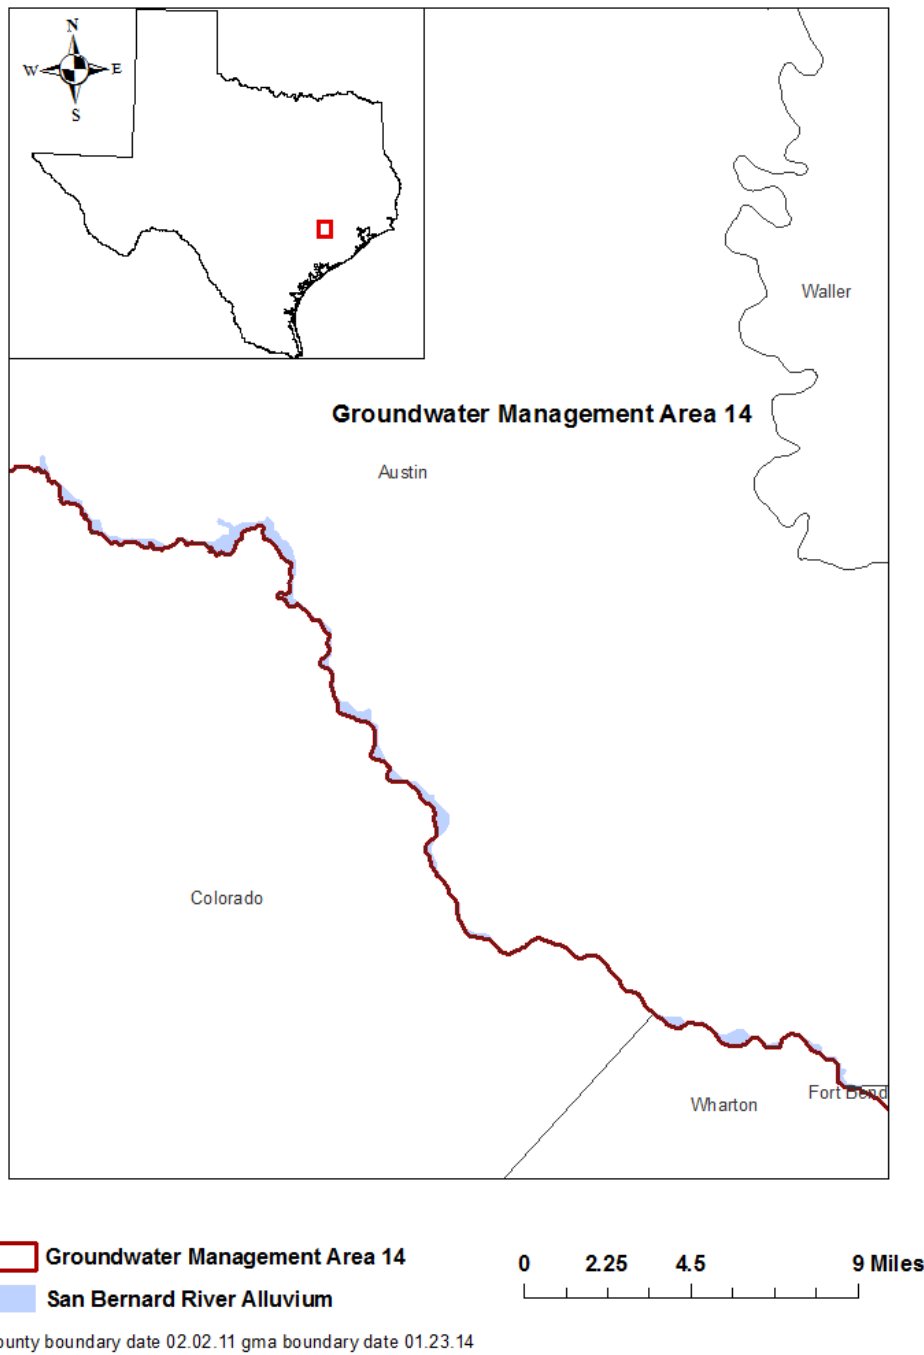 N
W E
S
Waller
Groundwater Management Area 14
Austin
Colorado
Fort Bend
Wharton
Groundwater Management Area 14
0 2.25 4.5 9 Miles
San Bernard River Alluvium
ounty boundary date 02.02.11 gma boundary date 01.23.14